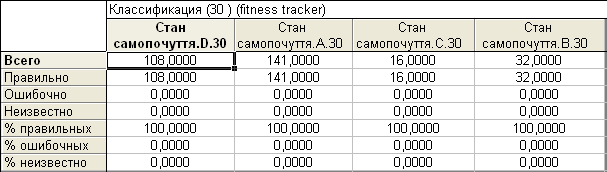 Классификация (30 ) (fitness tracker)
Стан самопочуття.D.30 Стан самопочуття.A.30 Стан самопочуття.C.30 Стан самопочуття.B.30
Всего 108,0000 141,0000 16,0000 32,0000
Правильно 108,0000 141,0000 16,0000 32,0000
Ошибочно 0,0000 0,0000 0,0000 0,0000
Неизвестно 0,0000 0,0000 0,0000 0,0000
% правильных 100,0000 100,0000 100,0000 100,0000
% ошибочных 0,0000 0,0000 0,0000 0,0000
% неизвестно 0,0000 0,0000 0,0000 0,0000